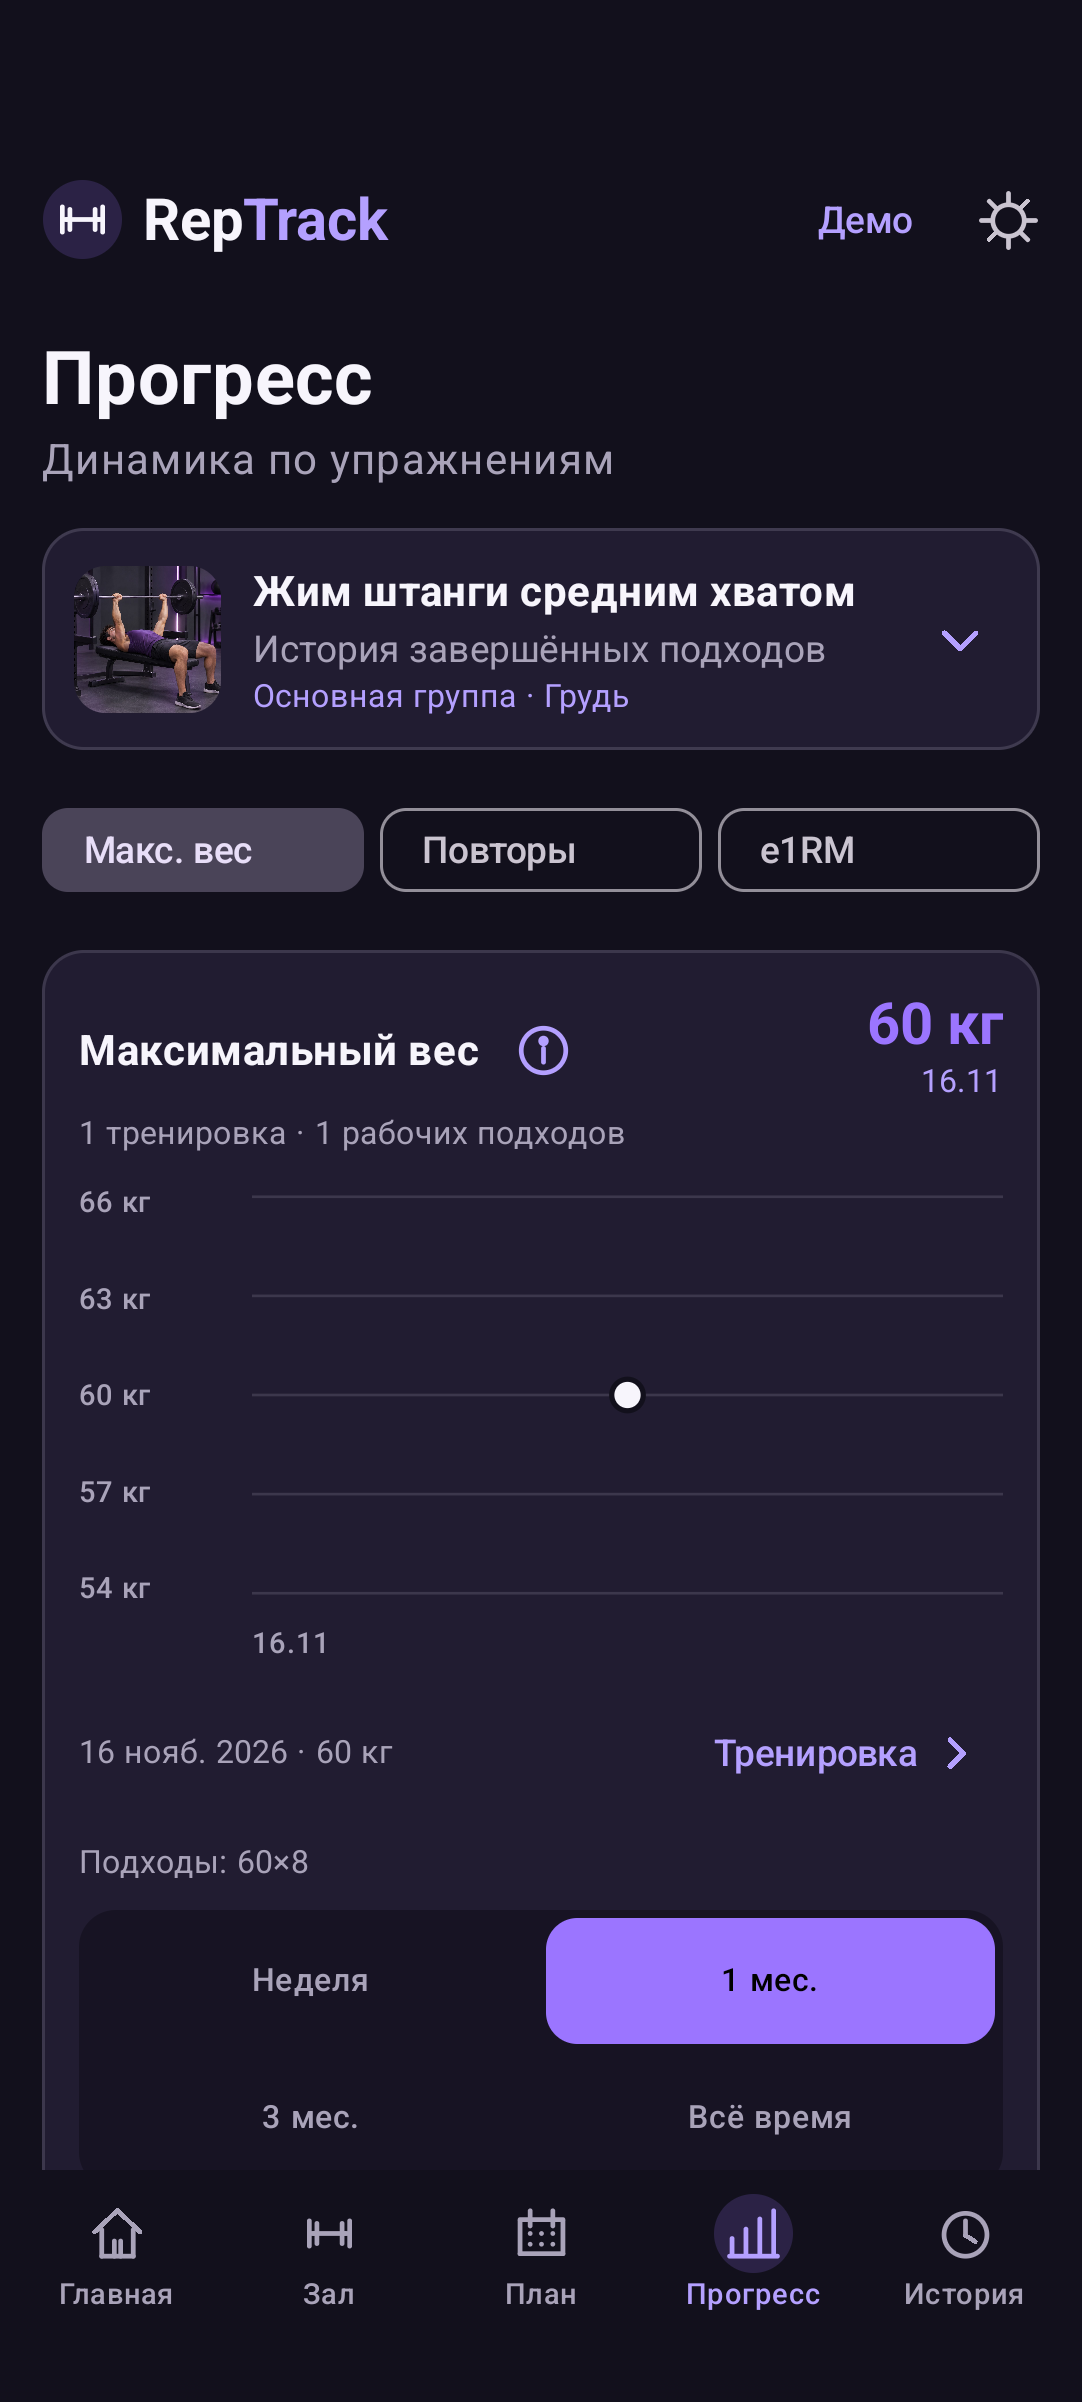 RepTrack
Демо
Прогресс
Динамика по упражнениям
Жим штанги средним хватом
История завершённых подходов
Основная группа · Грудь
Макс. вес
Повторы
e1RM
Максимальный вес
60 кг
16.11
1 тренировка · 1 рабочих подходов
66 кг
63 кг
60 кг
57 кг
54 кг
16.11
16 нояб. 2026 · 60 кг
Тренировка
Подходы: 60×8
Неделя
1 мес.
3 мес.
Всё время
Главная
Зал
План
Прогресс
История